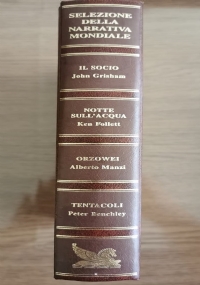 SELEZIONE
DELLA
NARRATIVA
MONDIALE
IL SOCIO
John Grisham
NOTTE
SULL'ACQUA
Ken Follett
ORZOWEI
Alberto Manzi
TENTACOLI
Peter Benchley